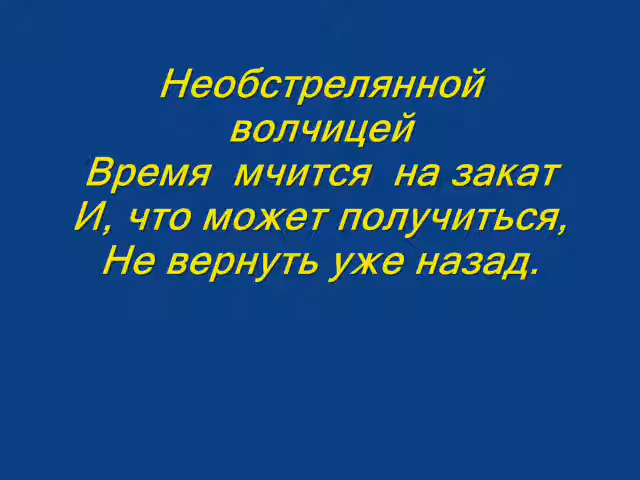 Необстрелянной
волчицей
Время мчится на закат
И, что может получиться,
Не вернуть уже назад.